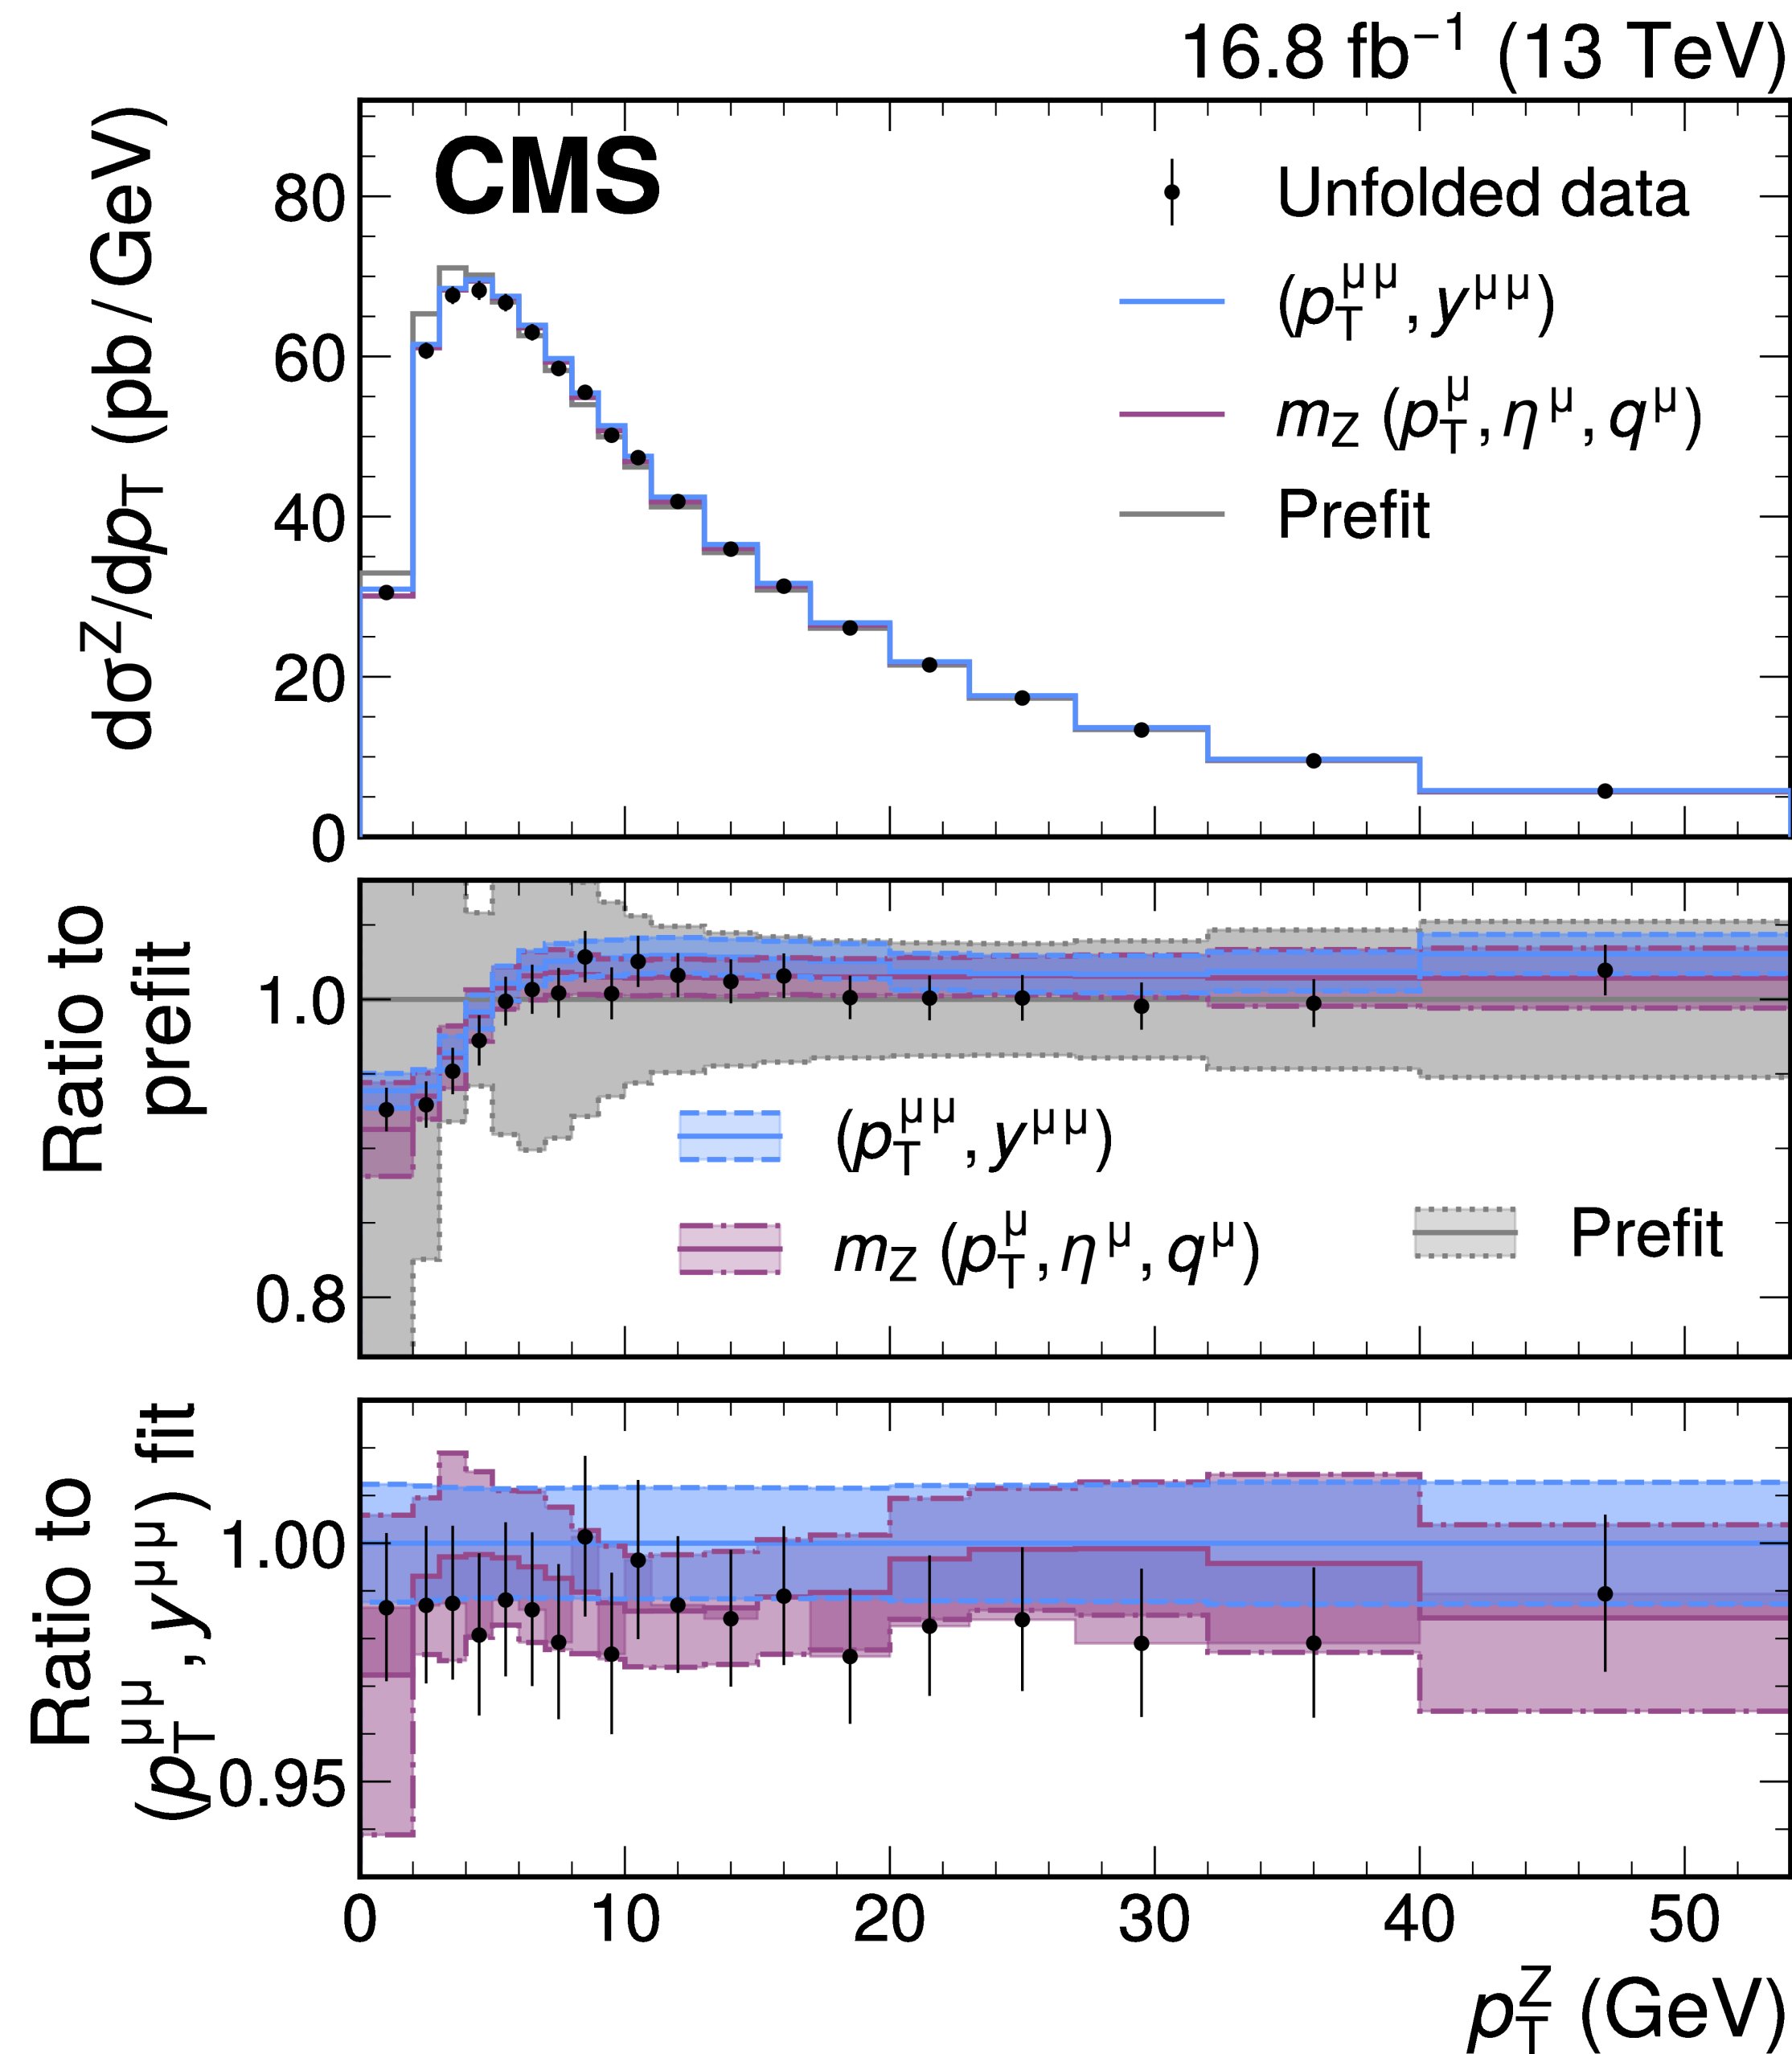 16.8 fb⁻¹ (13 TeV)
CMS
dσᶻ/dp_T (pb/GeV)
80
60
40
20
0
Unfolded data
(p_T^μμ, y^μμ)
m_Z (p_T^μ, η^μ, q^μ)
Prefit
Ratio to
prefit
1.0
0.8
(p_T^μμ, y^μμ)
m_Z (p_T^μ, η^μ, q^μ)
Prefit
Ratio to
(p_T^μμ, y^μμ) fit
1.00
0.95
0 10 20 30 40 50
p_T^Z (GeV)